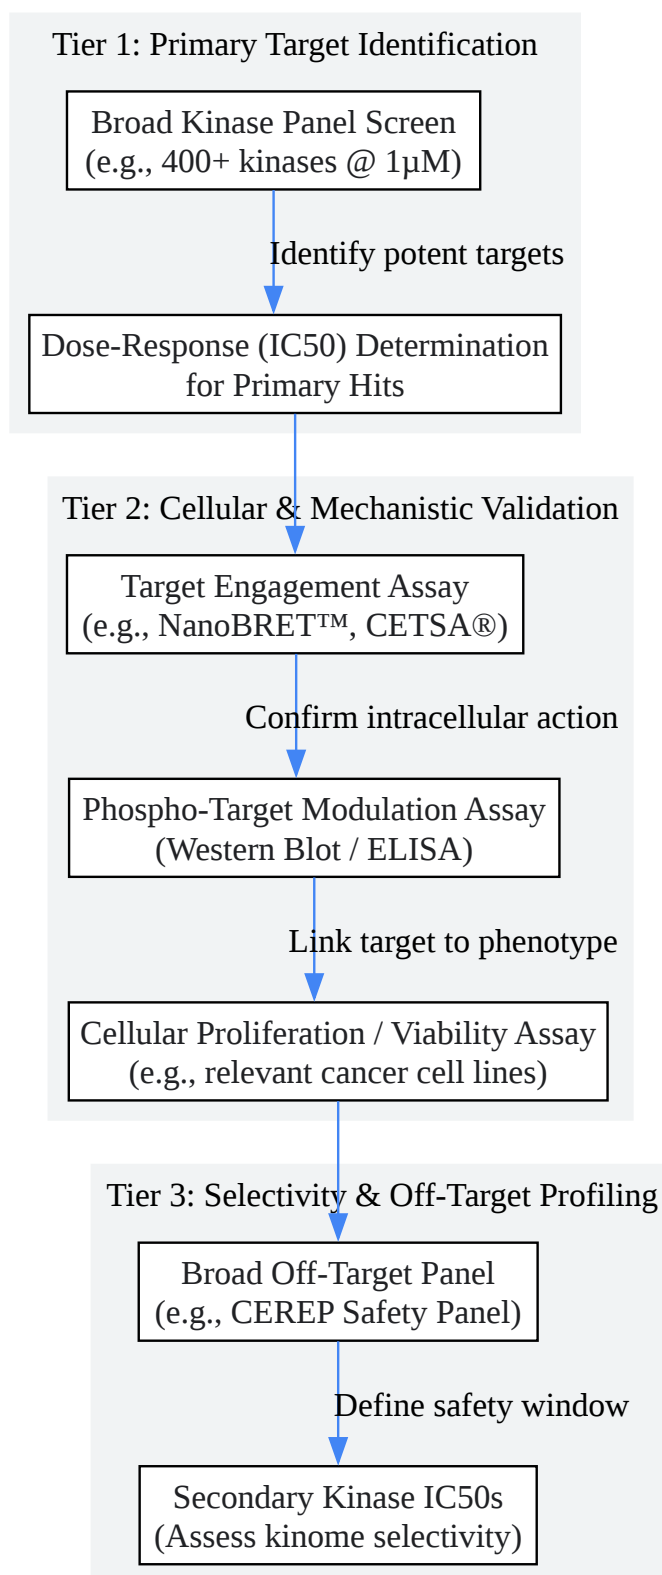 Tier 1: Primary Target Identification
Broad Kinase Panel Screen
(e.g., 400+ kinases @ 1µM)
Identify potent targets
Dose-Response (IC50) Determination
for Primary Hits
Tier 2: Cellular & Mechanistic Validation
Target Engagement Assay
(e.g., NanoBRET™, CETSA®)
Confirm intracellular action
Phospho-Target Modulation Assay
(Western Blot / ELISA)
Link target to phenotype
Cellular Proliferation / Viability Assay
(e.g., relevant cancer cell lines)
Tier 3: Selectivity & Off-Target Profiling
Broad Off-Target Panel
(e.g., CEREP Safety Panel)
Define safety window
Secondary Kinase IC50s
(Assess kinome selectivity)